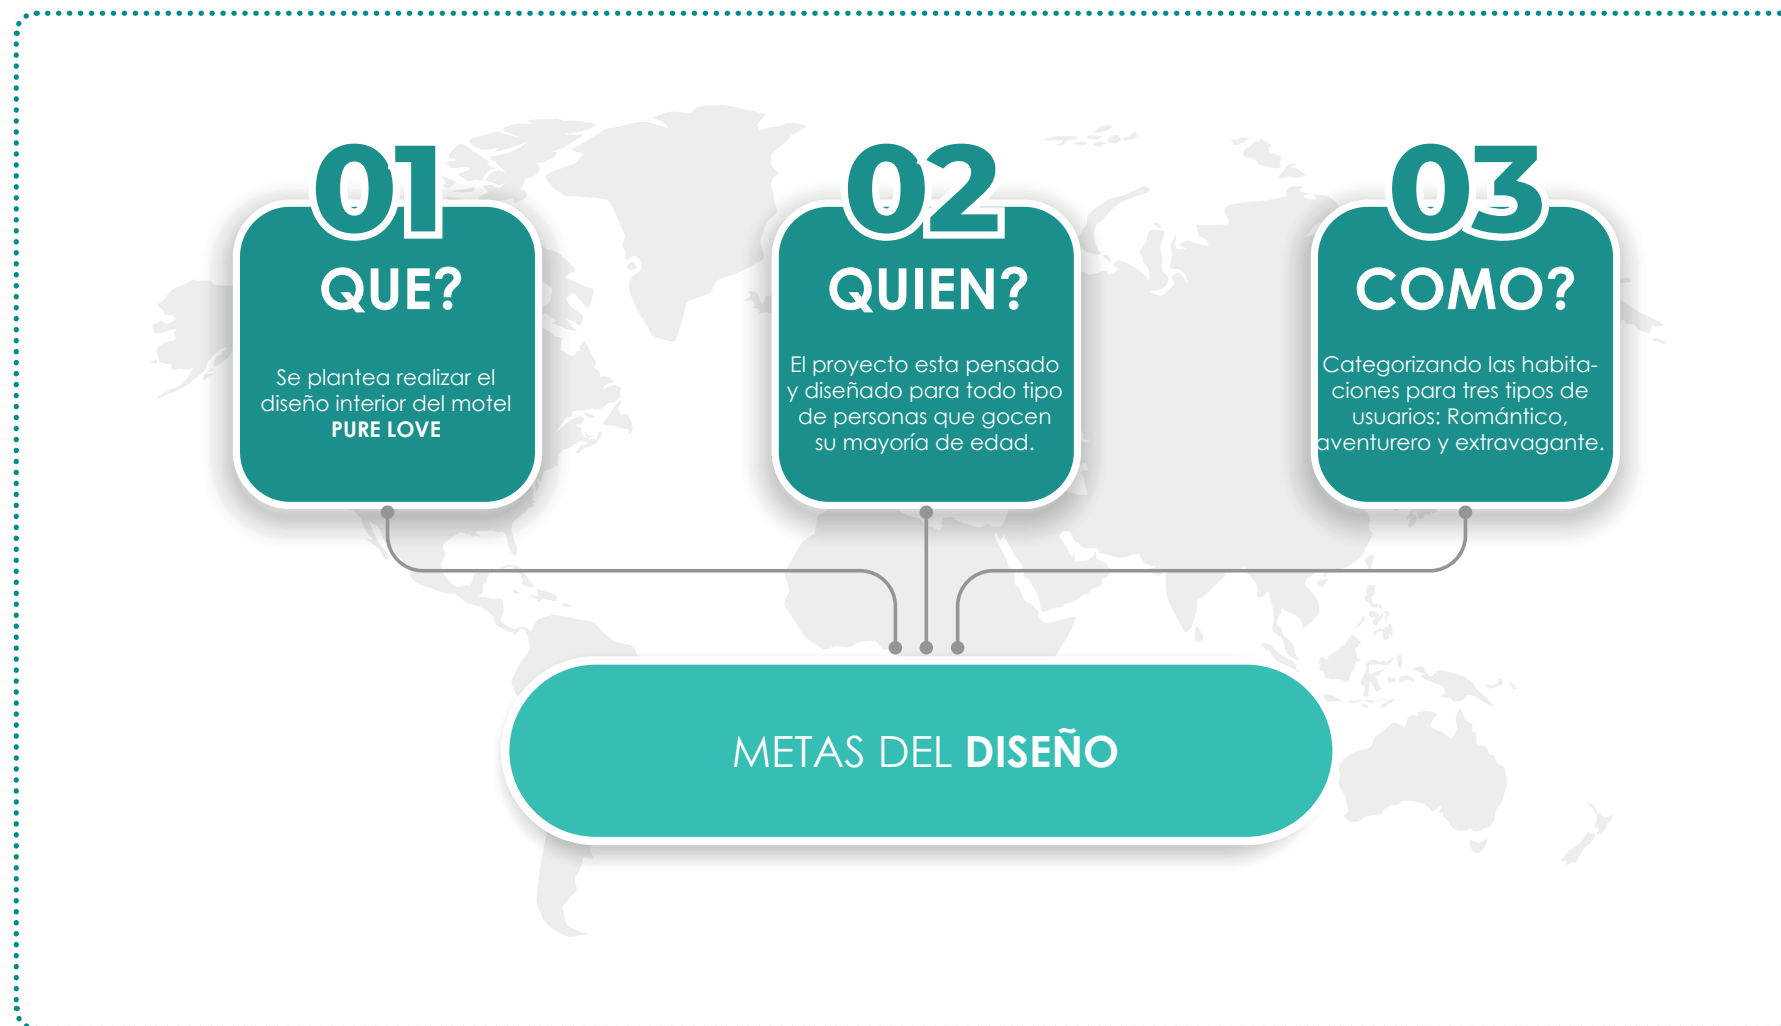 01
QUE?
Se plantea realizar el
diseño interior del motel
PURE LOVE
02
QUIEN?
El proyecto esta pensado
y diseñado para todo tipo
de personas que gocen
su mayoría de edad.
03
COMO?
Categorizando las habita-
ciones para tres tipos de
usuarios: Romántico,
aventurero y extravagante.
METAS DEL DISEÑO